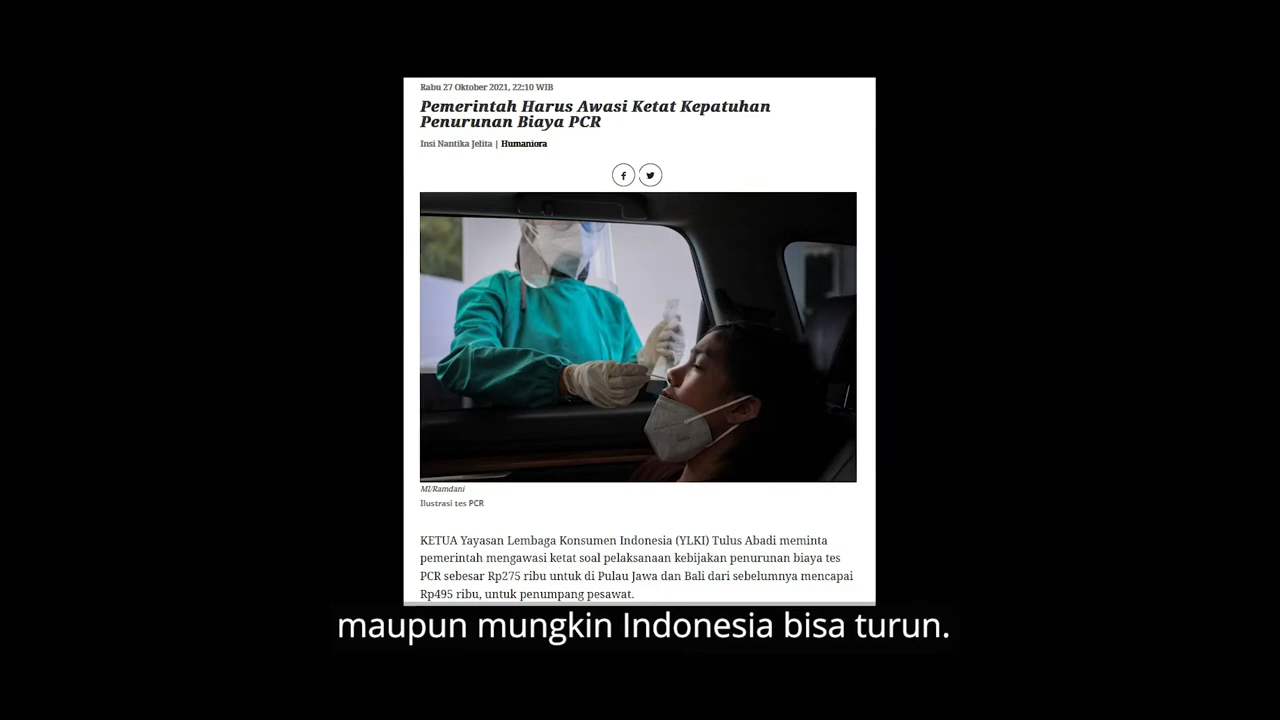 Rabu 27 Oktober 2021, 22:10 WIB
Pemerintah Harus Awasi Ketat Kepatuhan
Penurunan Biaya PCR
Insi Nantika Jelita | Humaniora
MI/Ramdani
Ilustrasi tes PCR
KETUA Yayasan Lembaga Konsumen Indonesia (YLKI) Tulus Abadi meminta
pemerintah mengawasi ketat soal pelaksanaan kebijakan penurunan biaya tes
PCR sebesar Rp275 ribu untuk di Pulau Jawa dan Bali dari sebelumnya mencapai
Rp495 ribu, untuk penumpang pesawat.
maupun mungkin Indonesia bisa turun.